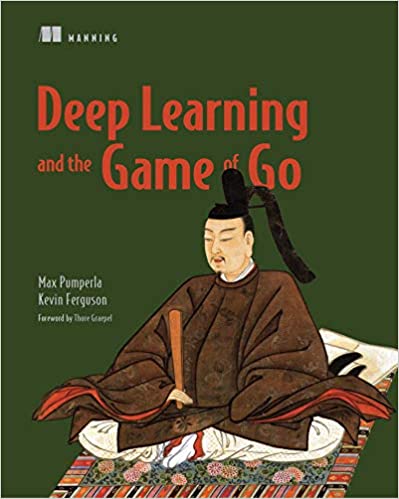 MANNING
Deep Learning
and the Game of Go
Max Pumperla
Kevin Ferguson
Foreword by Thore Graepel